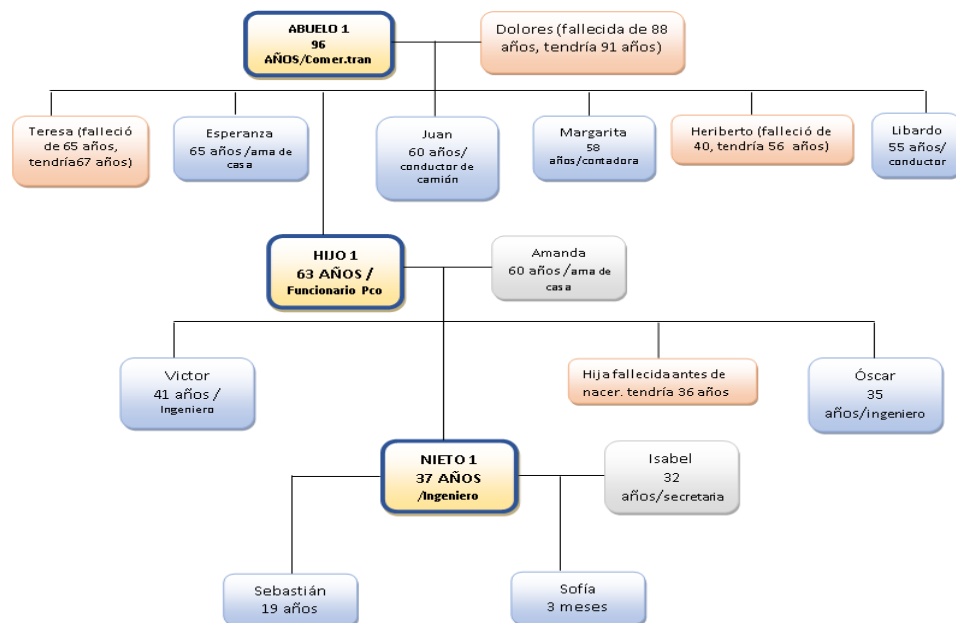 ABUELO 1
96
AÑOS/Comer.tran
Dolores (fallecida de 88
años, tendría 91 años)
Teresa (falleció
de 65 años,
tendría67 años)
Esperanza
65 años/ama de
casa
Juan
60 años/
conductor de
camión
Margarita
58
años/contadora
Heriberto (falleció de
40, tendría 56 años)
Libardo
55 años/
conductor
HIJO 1
63 AÑOS /
Funcionario Pco
Amanda
60 años /ama de
casa
Victor
41 años /
Ingeniero
Hija fallecida antes de
nacer. tendría 36 años
Óscar
35
años/ingeniero
NIETO 1
37 AÑOS
/Ingeniero
Isabel
32
años/secretaria
Sebastián
19 años
Sofía
3 meses